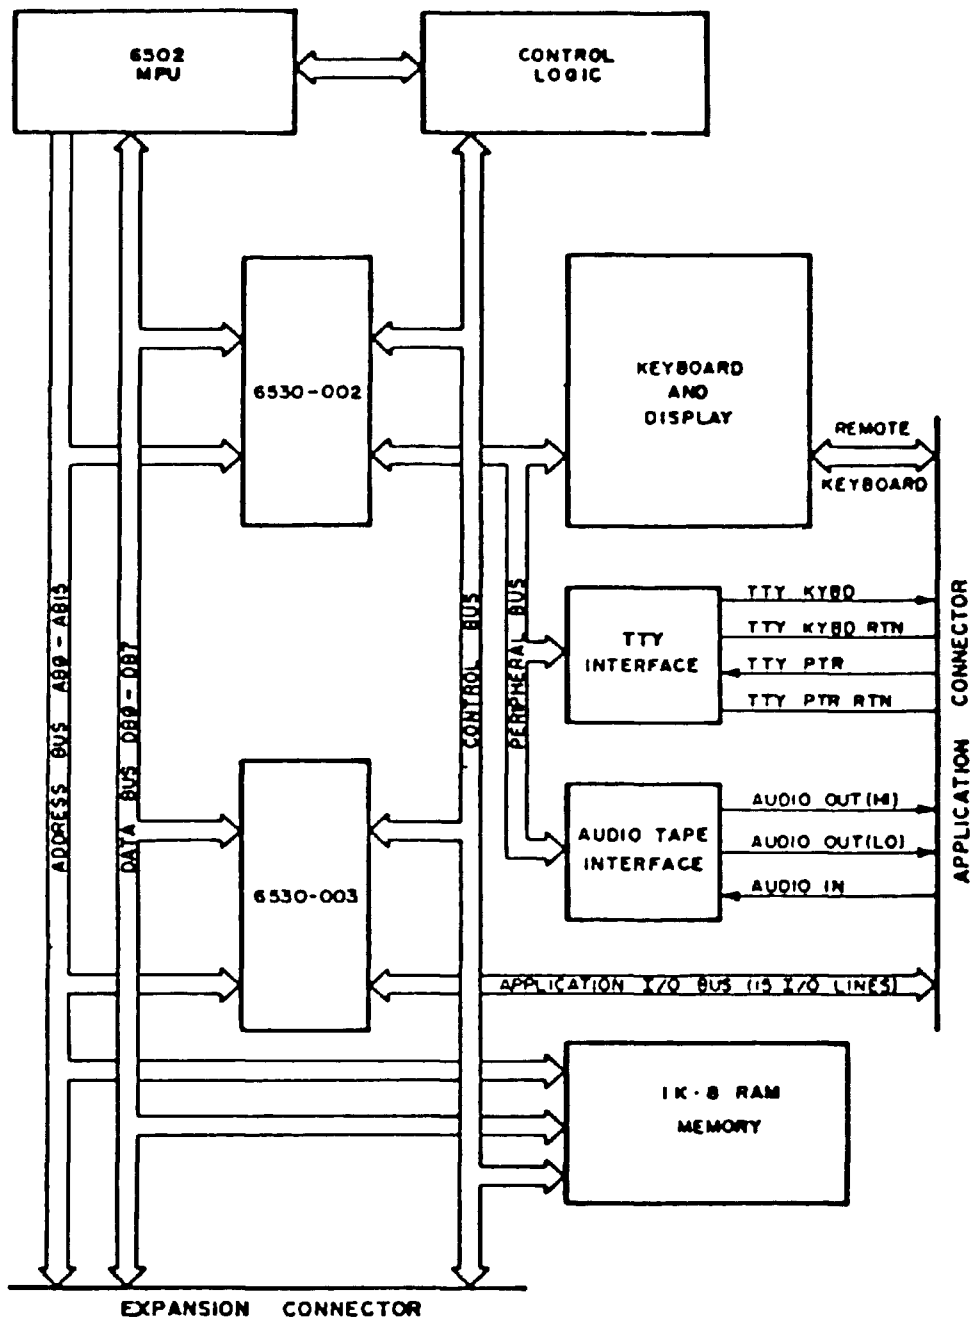 6502
MPU
CONTROL
LOGIC
6530-002
KEYBOARD
AND
DISPLAY
REMOTE
KEYBOARD
ADDRESS BUS AB0-AB15
DATA BUS DB0-DB7
CONTROL BUS
PERIPHERAL BUS
TTY
INTERFACE
TTY KYBD
TTY KYBD RTN
TTY PTR
TTY PTR RTN
APPLICATION CONNECTOR
6530-003
AUDIO TAPE
INTERFACE
AUDIO OUT(HI)
AUDIO OUT(LO)
AUDIO IN
APPLICATION I/O BUS (15 I/O LINES)
1K·8 RAM
MEMORY
EXPANSION CONNECTOR